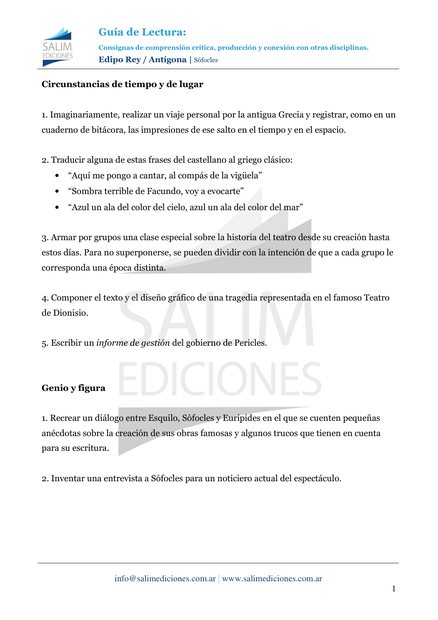 SALIM
EDICIONES
Guía de Lectura:
Consignas de comprensión crítica, producción y conexión con otras disciplinas.
Edipo Rey / Antígona | Sófocles
Circunstancias de tiempo y de lugar
1. Imaginariamente, realizar un viaje personal por la antigua Grecia y registrar, como en un
cuaderno de bitácora, las impresiones de ese salto en el tiempo y en el espacio.
2. Traducir alguna de estas frases del castellano al griego clásico:
• “Aquí me pongo a cantar, al compás de la vigüela”
• “Sombra terrible de Facundo, voy a evocarte”
• “Azul un ala del color del cielo, azul un ala del color del mar”
3. Armar por grupos una clase especial sobre la historia del teatro desde su creación hasta
estos días. Para no superponerse, se pueden dividir con la intención de que a cada grupo le
corresponda una época distinta.
4. Componer el texto y el diseño gráfico de una tragedia representada en el famoso Teatro
de Dionisio.
5. Escribir un informe de gestión del gobierno de Pericles.
SALIM
EDICIONES
Genio y figura
1. Recrear un diálogo entre Esquilo, Sófocles y Eurípides en el que se cuenten pequeñas
anécdotas sobre la creación de sus obras famosas y algunos trucos que tienen en cuenta
para su escritura.
2. Inventar una entrevista a Sófocles para un noticiero actual del espectáculo.
info@salimediciones.com.ar | www.salimediciones.com.ar
1